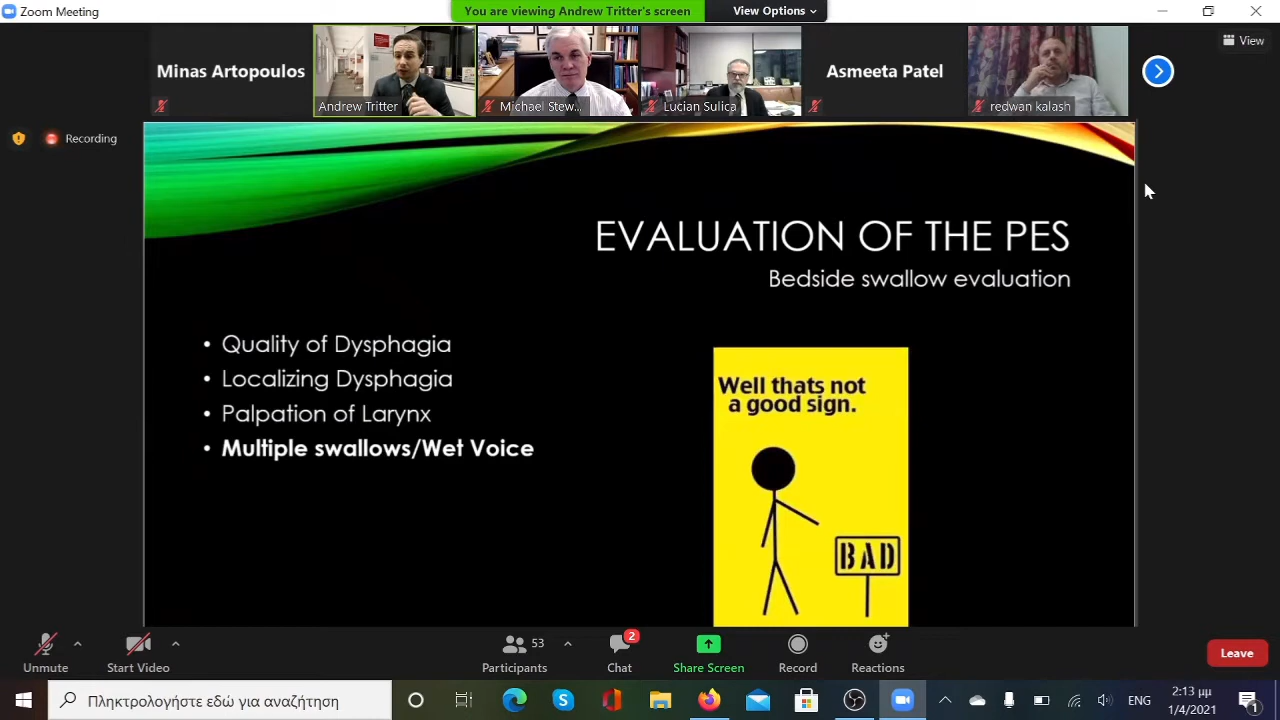 Zoom Meeting
You are viewing Andrew Tritter's screen
View Options
Minas Artopoulos
Andrew Tritter
Michael Stew...
Lucian Sulica
Asmeeta Patel
redwan kalash
View
Recording
EVALUATION OF THE PES
Bedside swallow evaluation
• Quality of Dysphagia
• Localizing Dysphagia
• Palpation of Larynx
• Multiple swallows/Wet Voice
Well thats not
a good sign.
BAD
Unmute
Start Video
53
Participants
2
Chat
Share Screen
Record
Reactions
Leave
Πληκτρολογήστε εδώ για αναζήτηση
ENG
2:13 μμ
1/4/2021
1